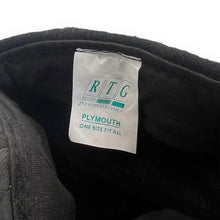 RTG
promotions
PLYMOUTH
ONE SIZE FIT ALL